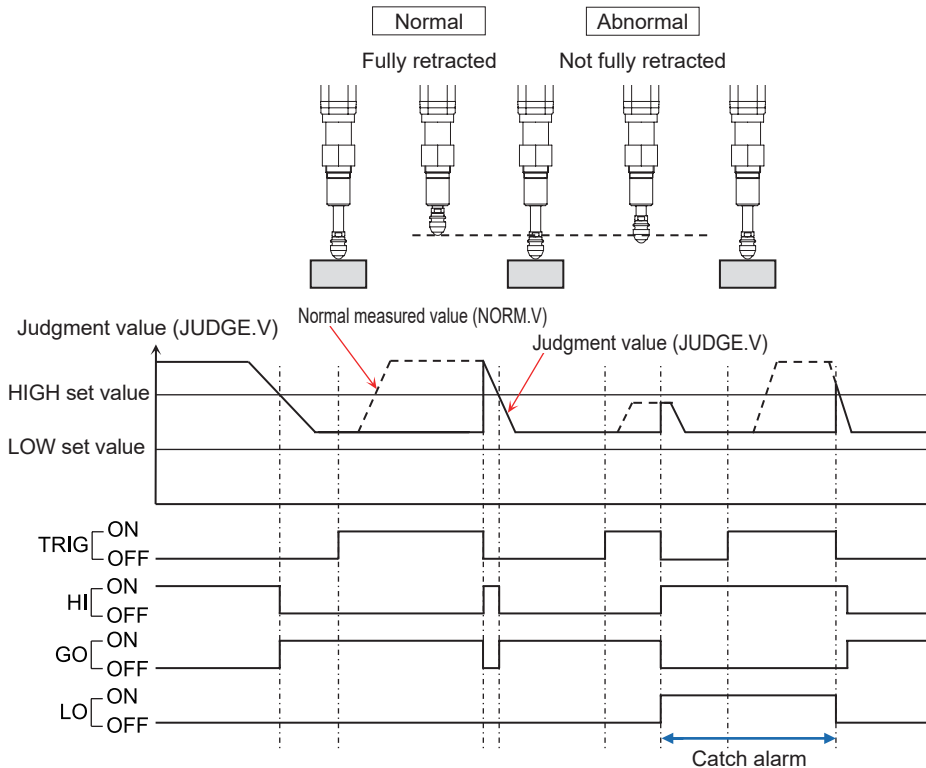 Normal
Abnormal
Fully retracted
Not fully retracted
Normal measured value (NORM.V)
Judgment value (JUDGE.V)
Judgment value (JUDGE.V)
HIGH set value
LOW set value
ON
TRIG
OFF
ON
HI
OFF
ON
GO
OFF
ON
LO
OFF
Catch alarm